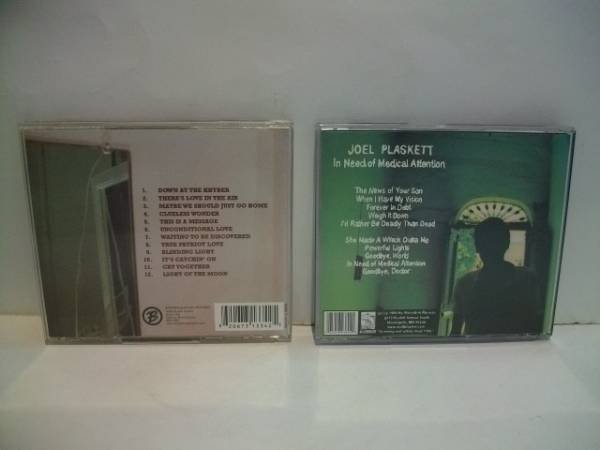 1. DOWN AT THE KHYBER
2. THERE'S LOVE IN THE AIR
3. MAYBE WE SHOULD JUST GO HOME
4. CLUELESS WONDER
5. THIS IS A MESSAGE
6. UNCONDITIONAL LOVE
7. WAITING TO BE DISCOVERED
8. TRUE PATRIOT LOVE
9. BLINDING LIGHT
10. IT'S CATCHIN' ON
11. CRY TOGETHER
12. LIGHT OF THE MOON
B
JOEL PLASKETT
In Need of Medical Attention
The News of Your Son
When I Have My Vision
Forever In Debt
Weigh It Down
I'd Rather Be Deadly Than Dead
She Made A Wreck Outta Me
Powerful Lights
Goodbye, World
In Need of Medical Attention
Goodbye, Doctor